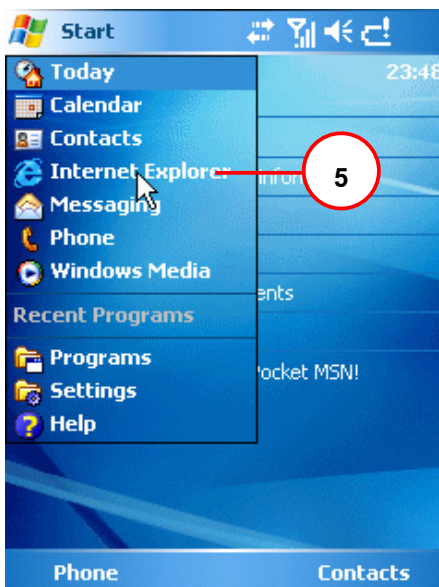 Start
Today
23:48
Calendar
Contacts
Internet Explorer
5
Messaging
Phone
Windows Media
ents
Recent Programs
Programs
Pocket MSN!
Settings
Help
Phone
Contacts